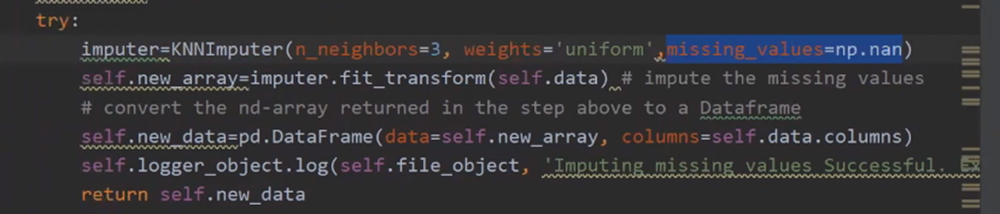 try:
imputer=KNNImputer(n_neighbors=3, weights='uniform',missing_values=np.nan)
self.new_array=imputer.fit_transform(self.data) # impute the missing values
# convert the nd-array returned in the step above to a Dataframe
self.new_data=pd.DataFrame(data=self.new_array, columns=self.data.columns)
self.logger_object.log(self.file_object, 'Imputing missing values Successful.
return self.new_data